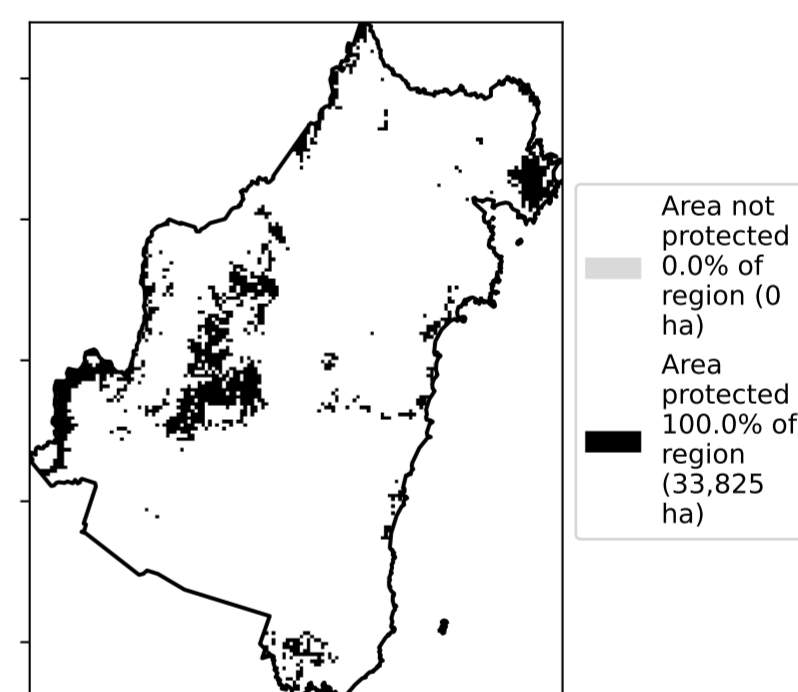 Area not
protected
0.0% of
region (0
ha)
Area
protected
100.0% of
region
(33,825
ha)